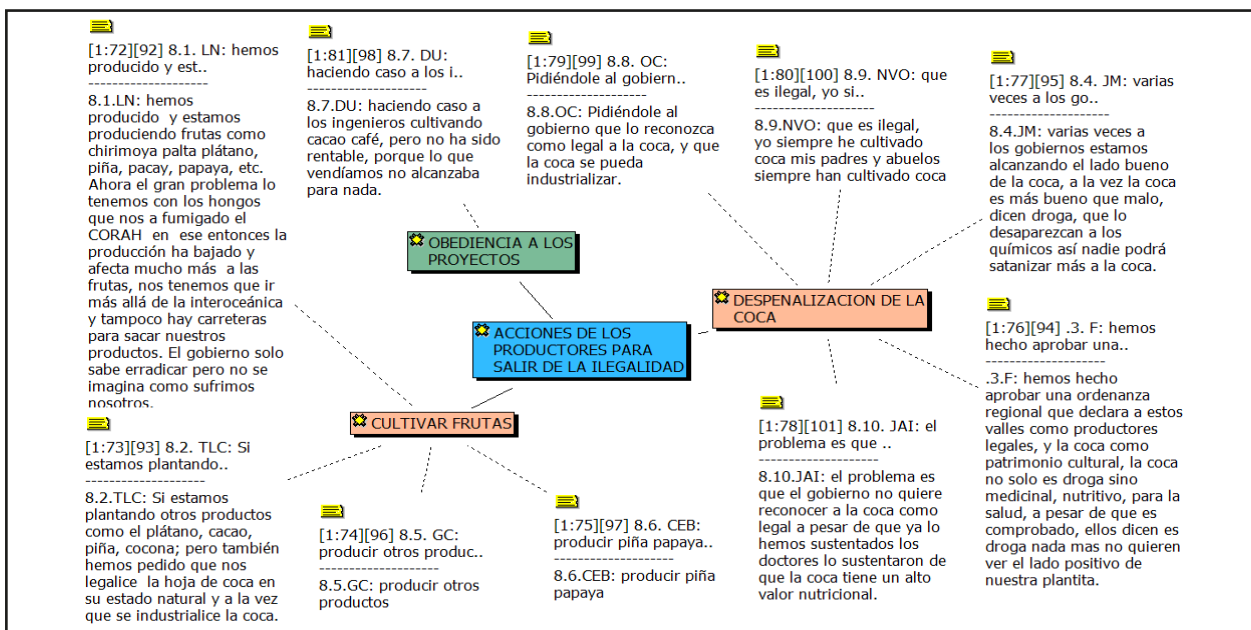 [1:72][92] 8.1. LN: hemos
producido y est..
--------------------
8.1.LN: hemos
producido y estamos
produciendo frutas como
chirimoya palta plátano,
piña, pacay, papaya, etc.
Ahora el gran problema lo
tenemos con los hongos
que nos a fumigado el
CORAH en ese entonces la
producción ha bajado y
afecta mucho más a las
frutas, nos tenemos que ir
más allá de la interoceánica
y tampoco hay carreteras
para sacar nuestros
productos. El gobierno solo
sabe erradicar pero no se
imagina como sufrimos
nosotros.
[1:81][98] 8.7. DU:
haciendo caso a los i..
--------------------
8.7.DU: haciendo caso a
los ingenieros cultivando
cacao café, pero no ha sido
rentable, porque lo que
vendíamos no alcanzaba
para nada.
[1:79][99] 8.8. OC:
Pidiéndole al gobiern..
--------------------
8.8.OC: Pidiéndole al
gobierno que lo reconozca
como legal a la coca, y que
la coca se pueda
industrializar.
[1:80][100] 8.9. NVO: que
es ilegal, yo si..
--------------------
8.9.NVO: que es ilegal,
yo siempre he cultivado
coca mis padres y abuelos
siempre han cultivado coca
[1:77][95] 8.4. JM: varias
veces a los go..
--------------------
8.4.JM: varias veces a
los gobiernos estamos
alcanzando el lado bueno
de la coca, a la vez la coca
es más bueno que malo,
dicen droga, que lo
desaparezcan a los
químicos así nadie podrá
satanizar más a la coca.
OBEDIENCIA A LOS
PROYECTOS
DESPENALIZACION DE LA
COCA
ACCIONES DE LOS
PRODUCTORES PARA
SALIR DE LA ILEGALIDAD
CULTIVAR FRUTAS
[1:76][94] .3. F: hemos
hecho aprobar una..
-------------------
.3.F: hemos hecho
aprobar una ordenanza
regional que declara a estos
valles como productores
legales, y la coca como
patrimonio cultural, la coca
no solo es droga sino
medicinal, nutritivo, para la
salud, a pesar de que es
comprobado, ellos dicen es
droga nada mas no quieren
ver el lado positivo de
nuestra plantita.
[1:73][93] 8.2. TLC: Si
estamos plantando..
--------------------
8.2.TLC: Si estamos
plantando otros productos
como el plátano, cacao,
piña, cocona; pero también
hemos pedido que nos
legalice la hoja de coca en
su estado natural y a la vez
que se industrialice la coca.
[1:74][96] 8.5. GC:
producir otros produc..
--------------------
8.5.GC: producir otros
productos
[1:75][97] 8.6. CEB:
producir piña papaya..
--------------------
8.6.CEB: producir piña
papaya
[1:78][101] 8.10. JAI: el
problema es que ..
--------------------
8.10.JAI: el problema es
que el gobierno no quiere
reconocer a la coca como
legal a pesar de que ya lo
hemos sustentados los
doctores lo sustentaron de
que la coca tiene un alto
valor nutricional.